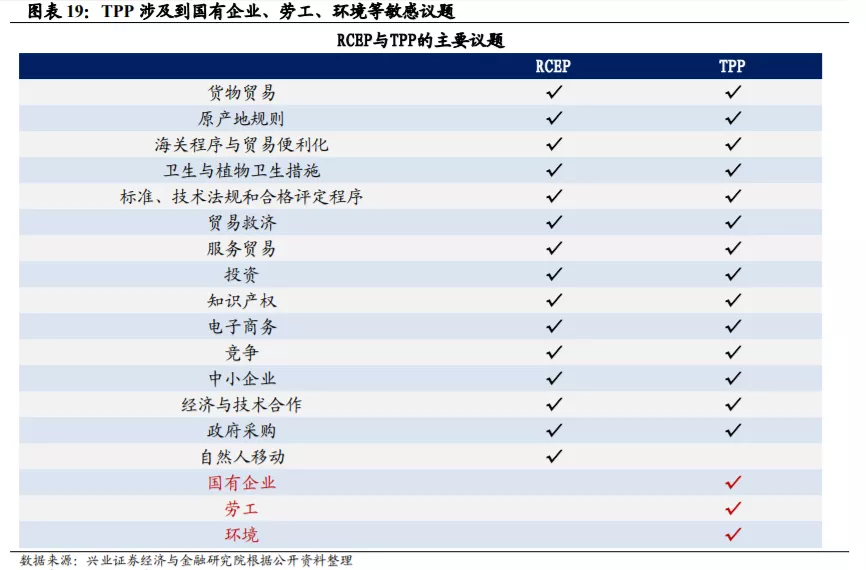 图表 19：TPP 涉及到国有企业、劳工、环境等敏感议题
RCEP与TPP的主要议题
RCEP TPP
货物贸易 ✓ ✓
原产地规则 ✓ ✓
海关程序与贸易便利化 ✓ ✓
卫生与植物卫生措施 ✓ ✓
标准、技术法规和合格评定程序 ✓ ✓
贸易救济 ✓ ✓
服务贸易 ✓ ✓
投资 ✓ ✓
知识产权 ✓ ✓
电子商务 ✓ ✓
竞争 ✓ ✓
中小企业 ✓ ✓
经济与技术合作 ✓ ✓
政府采购 ✓ ✓
自然人移动 ✓
国有企业 ✓
劳工 ✓
环境 ✓
数据来源：兴业证券经济与金融研究院根据公开资料整理